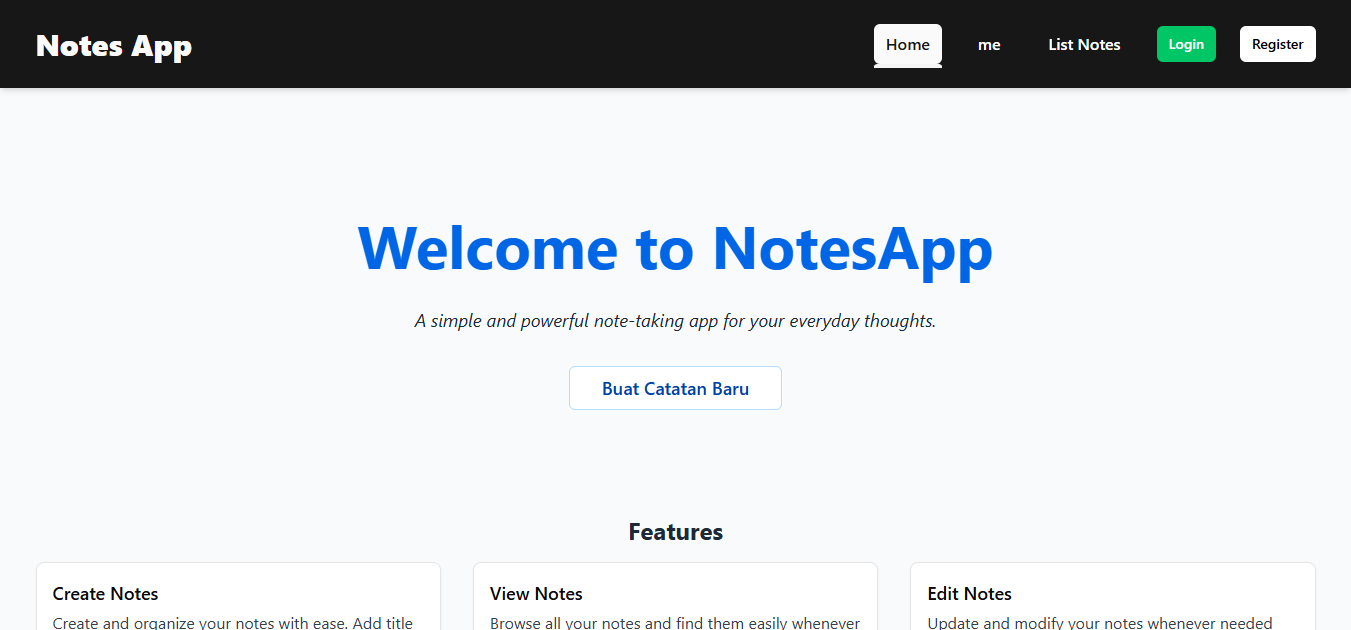 Notes App
Home me List Notes Login Register
Welcome to NotesApp
A simple and powerful note-taking app for your everyday thoughts.
Buat Catatan Baru
Features
Create Notes
Create and organize your notes with ease. Add title
View Notes
Browse all your notes and find them easily whenever
Edit Notes
Update and modify your notes whenever needed